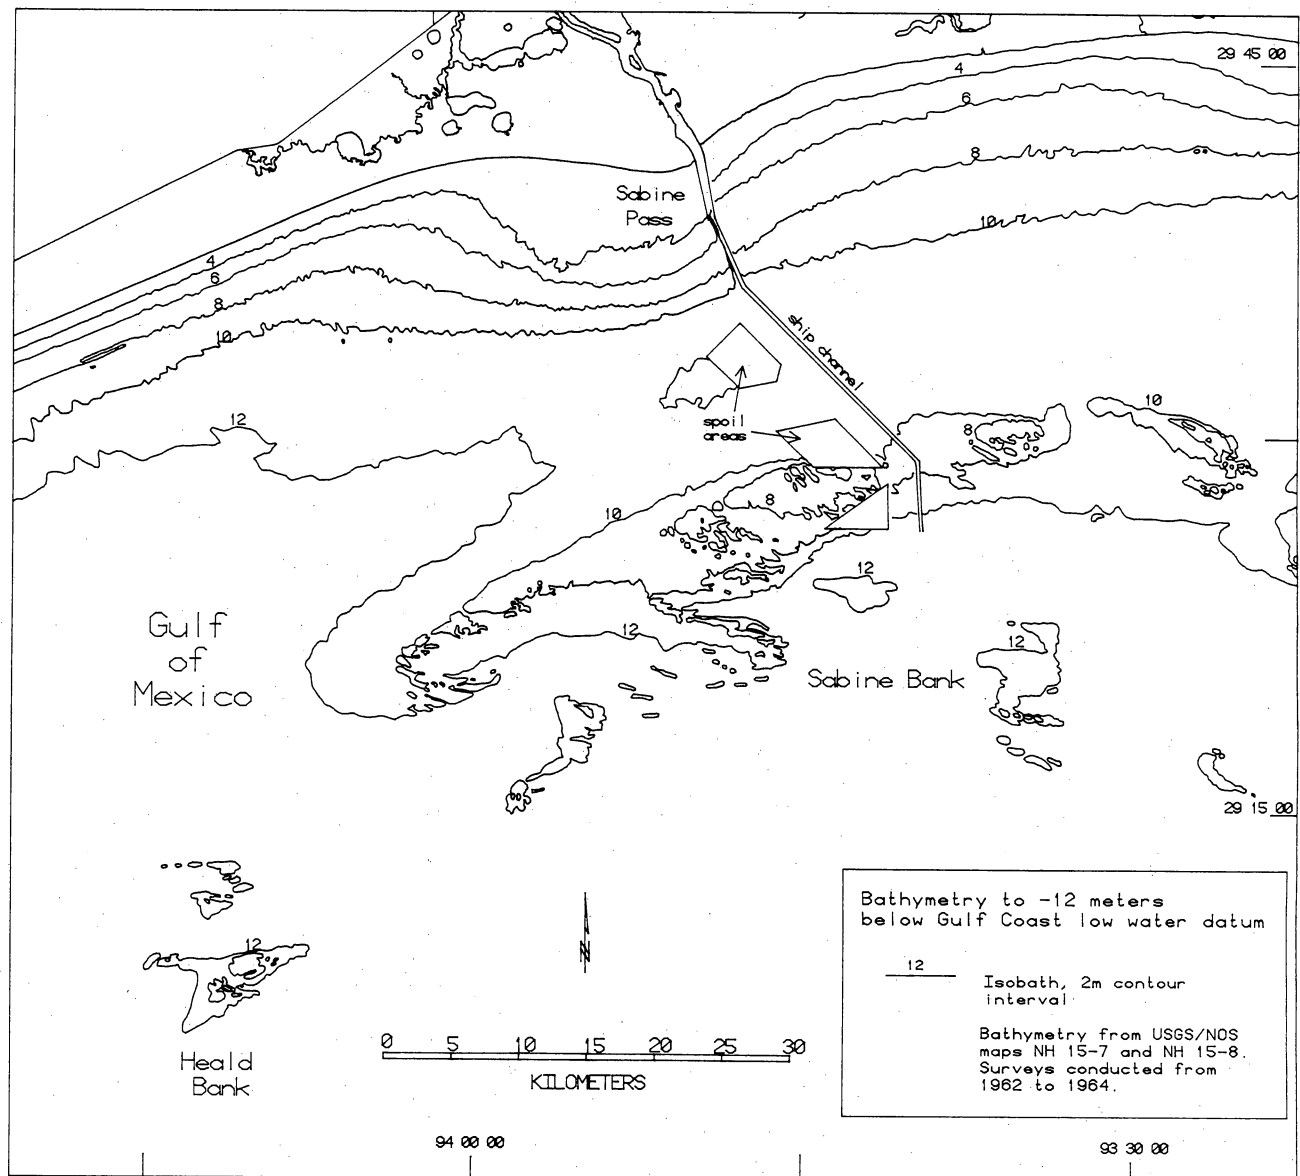 29 45 00
4
6
8
10
Sabine
Pass
4
6
8
10
12
ship channel
spoil
areas
10
8
8
10
12
12
12
Gulf
of
Mexico
Sabine Bank
29 15 00
12
Heald
Bank
N
0 5 10 15 20 25 30
KILOMETERS
Bathymetry to -12 meters
below Gulf Coast low water datum
12
Isobath, 2m contour
interval
Bathymetry from USGS/NOS
maps NH 15-7 and NH 15-8.
Surveys conducted from
1962 to 1964.
94 00 00
93 30 00